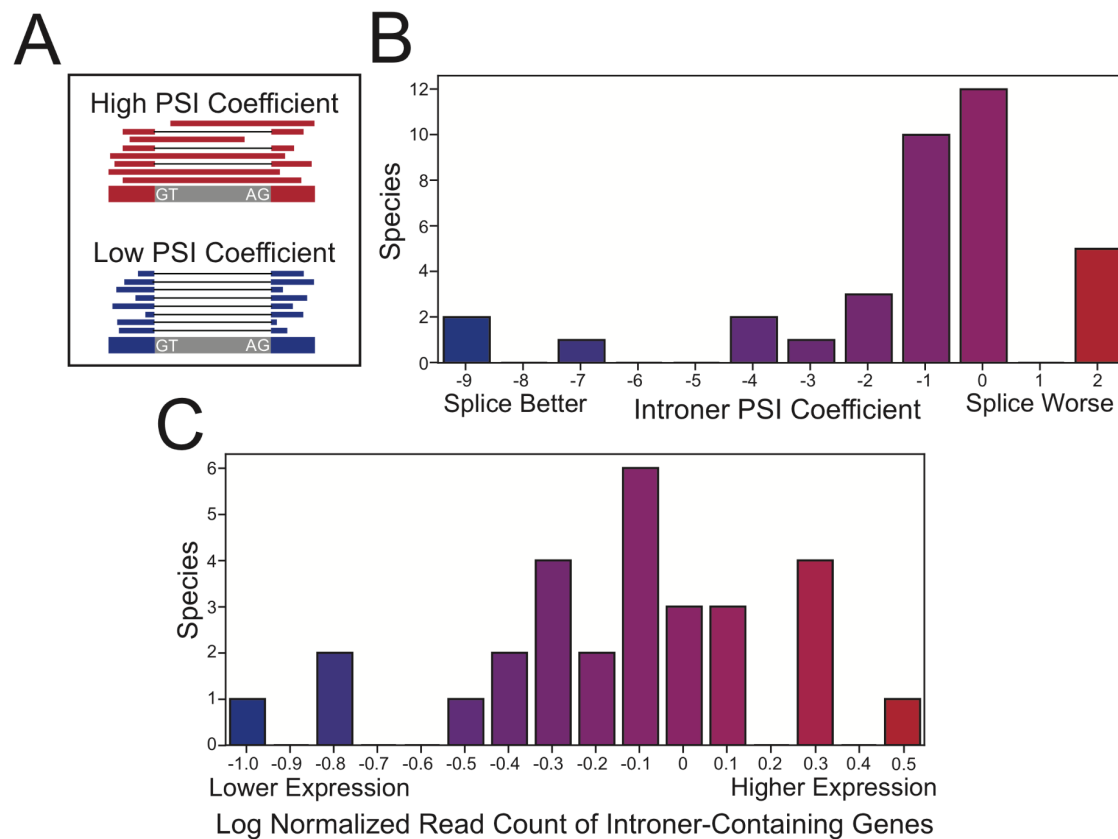 A
High PSI Coefficient
GT AG
Low PSI Coefficient
GT AG
B
Species
12
10
8
6
4
2
0
-9 -8 -7 -6 -5 -4 -3 -2 -1 0 1 2
Splice Better Introner PSI Coefficient Splice Worse
C
Species
6
5
4
3
2
1
0
-1.0 -0.9 -0.8 -0.7 -0.6 -0.5 -0.4 -0.3 -0.2 -0.1 0 0.1 0.2 0.3 0.4 0.5
Lower Expression Higher Expression
Log Normalized Read Count of Introner-Containing Genes